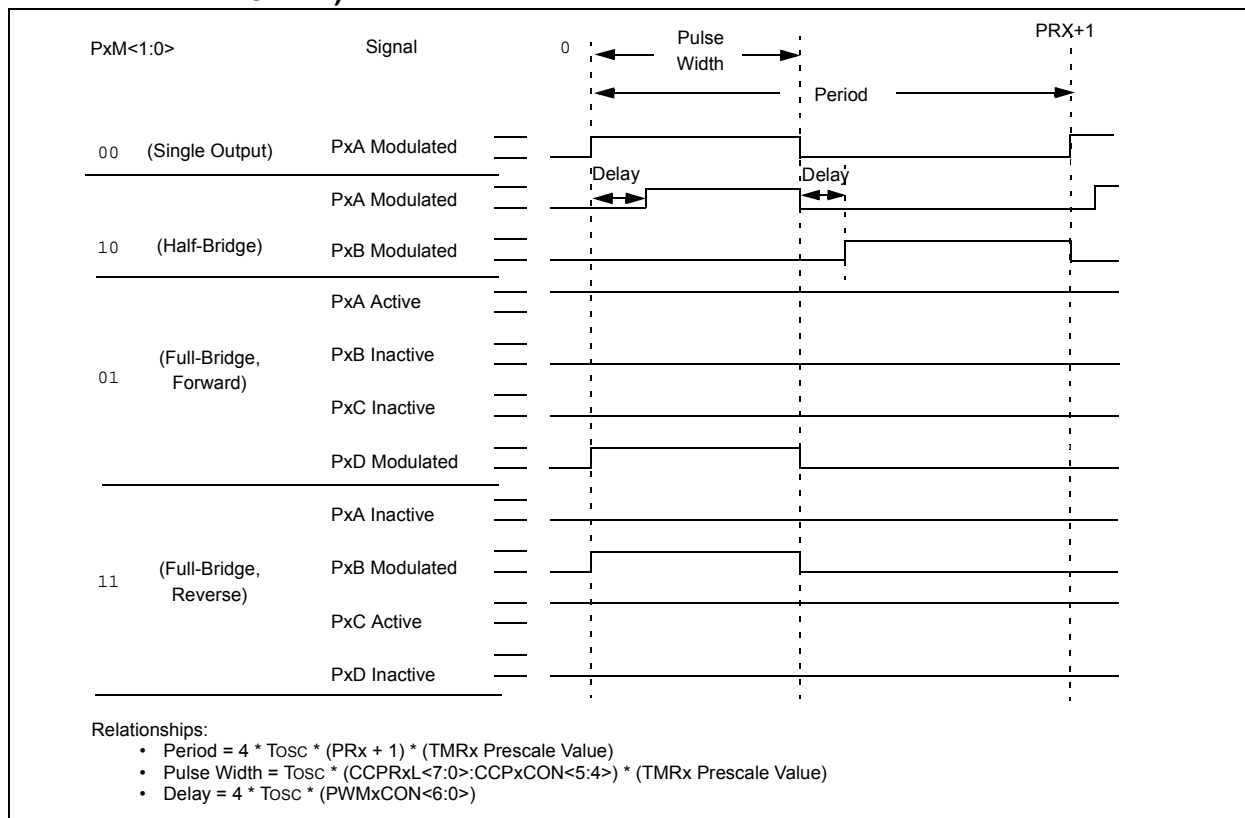 PxM<1:0> Signal 0 Pulse Width PRX+1
Period
00 (Single Output) PxA Modulated
Delay Delay
PxA Modulated
10 (Half-Bridge) PxB Modulated
PxA Active
(Full-Bridge, Forward) PxB Inactive
01
PxC Inactive
PxD Modulated
PxA Inactive
11 (Full-Bridge, Reverse) PxB Modulated
PxC Active
PxD Inactive
Relationships:
• Period = 4 * TOSC * (PRx + 1) * (TMRx Prescale Value)
• Pulse Width = TOSC * (CCPRxL<7:0>:CCPxCON<5:4>) * (TMRx Prescale Value)
• Delay = 4 * TOSC * (PWMxCON<6:0>)